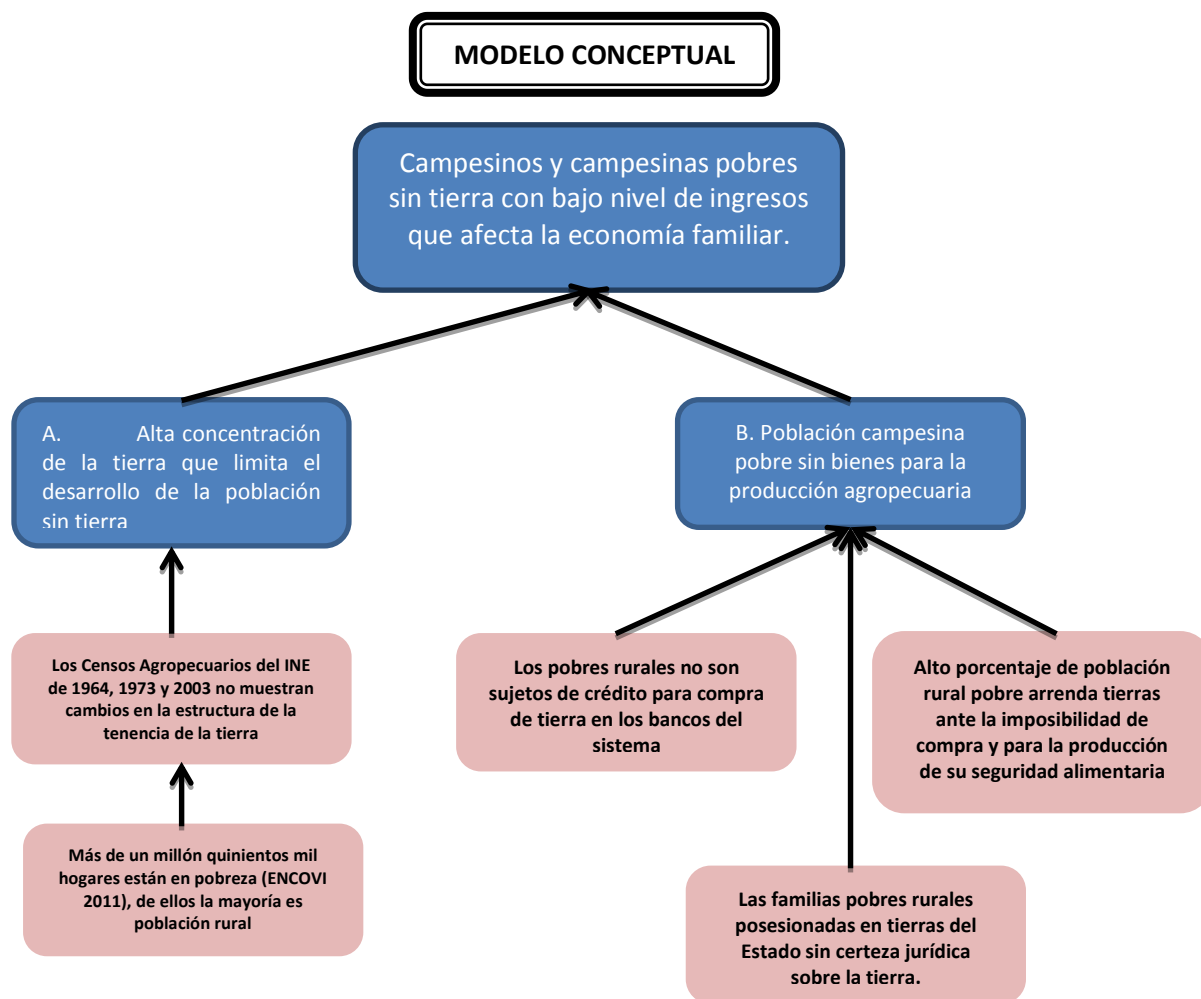 MODELO CONCEPTUAL
Campesinos y campesinas pobres
sin tierra con bajo nivel de ingresos
que afecta la economía familiar.
A. Alta concentración
de la tierra que limita el
desarrollo de la población
sin tierra
B. Población campesina
pobre sin bienes para la
producción agropecuaria
Los Censos Agropecuarios del INE
de 1964, 1973 y 2003 no muestran
cambios en la estructura de la
tenencia de la tierra
Los pobres rurales no son
sujetos de crédito para compra
de tierra en los bancos del
sistema
Alto porcentaje de población
rural pobre arrenda tierras
ante la imposibilidad de
compra y para la producción
de su seguridad alimentaria
Más de un millón quinientos mil
hogares están en pobreza (ENCOVI
2011), de ellos la mayoría es
población rural
Las familias pobres rurales
posesionadas en tierras del
Estado sin certeza jurídica
sobre la tierra.